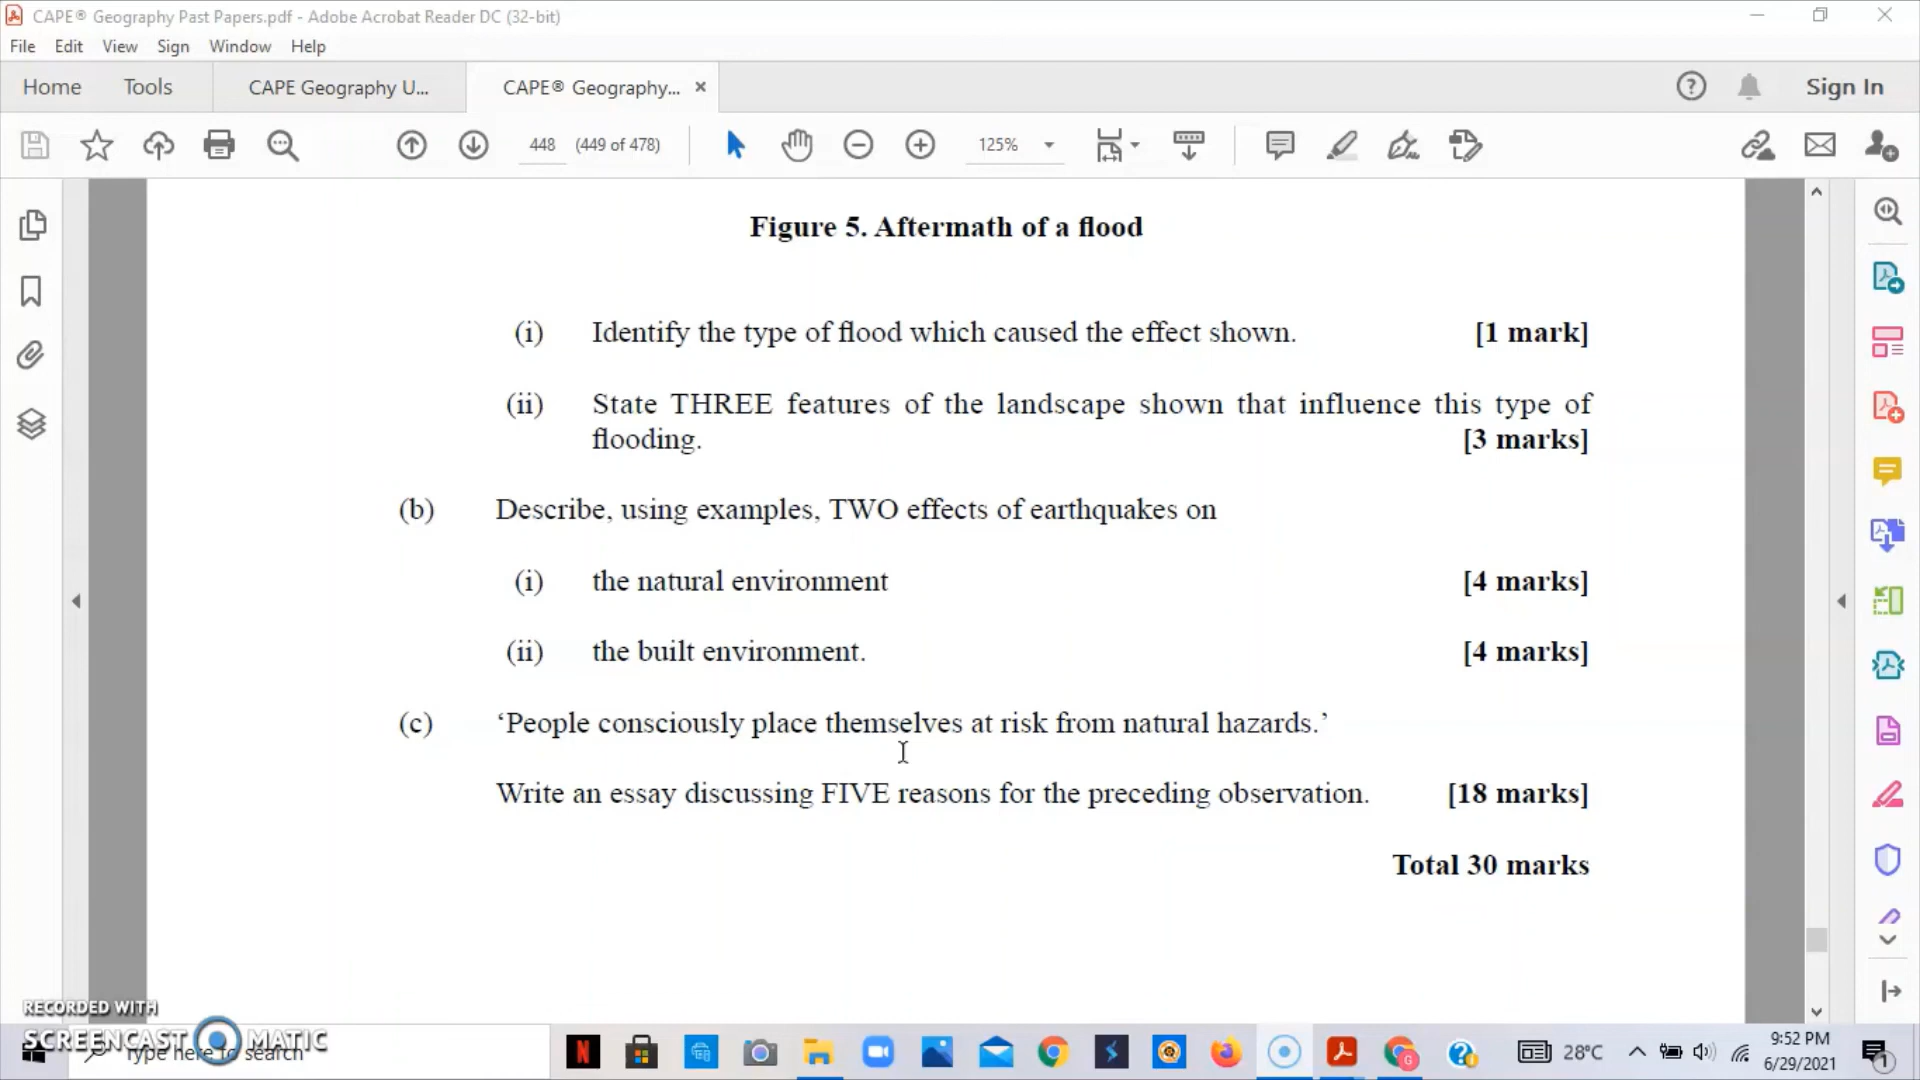 CAPE® Geography Past Papers.pdf - Adobe Acrobat Reader DC (32-bit)
File Edit View Sign Window Help
Home Tools CAPE Geography U... CAPE® Geography... × Sign In
448 (449 of 478) 125%
Figure 5. Aftermath of a flood
(i) Identify the type of flood which caused the effect shown. [1 mark]
(ii) State THREE features of the landscape shown that influence this type of
flooding. [3 marks]
(b) Describe, using examples, TWO effects of earthquakes on
(i) the natural environment [4 marks]
(ii) the built environment. [4 marks]
(c) ‘People consciously place themselves at risk from natural hazards.’
Write an essay discussing FIVE reasons for the preceding observation. [18 marks]
Total 30 marks
RECORDED WITH
SCREENCAST MATIC
Type here to search
28°C 9:52 PM
6/29/2021 1